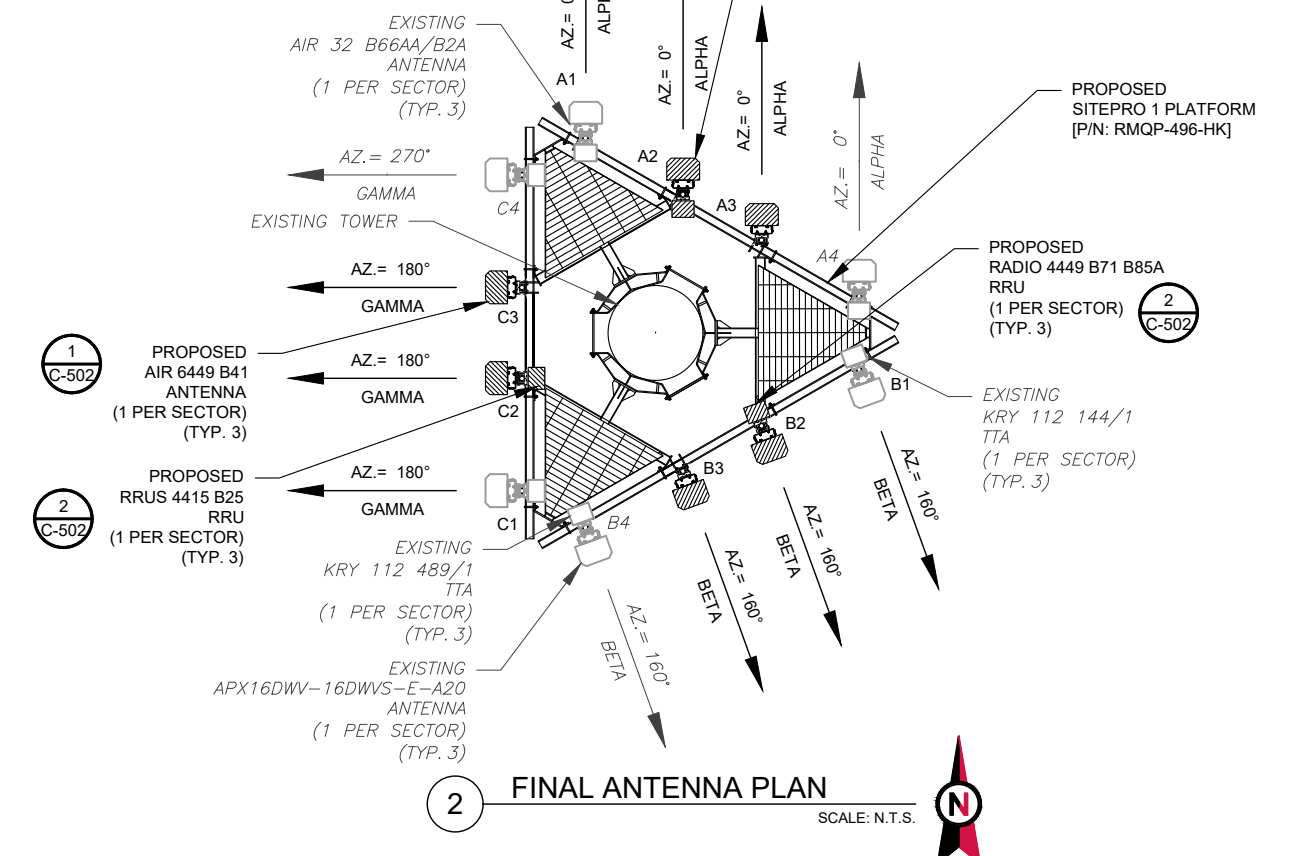 EXISTING
AIR 32 B66AA/B2A
ANTENNA
(1 PER SECTOR)
(TYP. 3)
A1
AZ.= 0°
ALPHA
AZ.= 0°
ALPHA
AZ.= 0°
ALPHA
PROPOSED
SITEPRO 1 PLATFORM
[P/N: RMQP-496-HK]
AZ.= 270°
GAMMA
C4
A2
A3
A4
EXISTING TOWER
PROPOSED
RADIO 4449 B71 B85A
RRU
(1 PER SECTOR)
(TYP. 3)
2
C-502
AZ.= 180°
GAMMA
C3
1
C-502
PROPOSED
AIR 6449 B41
ANTENNA
(1 PER SECTOR)
(TYP. 3)
AZ.= 180°
GAMMA
C2
B1
B2
B3
B4
EXISTING
KRY 112 144/1
TTA
(1 PER SECTOR)
(TYP. 3)
PROPOSED
RRUS 4415 B25
RRU
(1 PER SECTOR)
(TYP. 3)
2
C-502
AZ.= 180°
GAMMA
C1
AZ.= 160°
BETA
AZ.= 160°
BETA
AZ.= 160°
BETA
AZ.= 160°
BETA
EXISTING
KRY 112 489/1
TTA
(1 PER SECTOR)
(TYP. 3)
EXISTING
APX16DWV-16DWVS-E-A20
ANTENNA
(1 PER SECTOR)
(TYP. 3)
2
FINAL ANTENNA PLAN
SCALE: N.T.S.
N